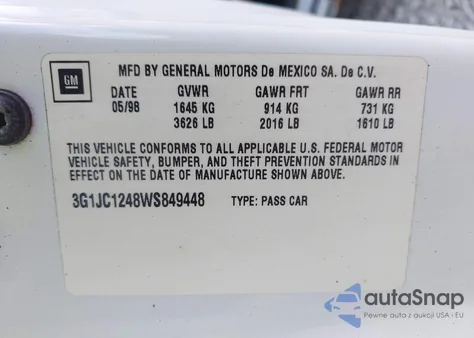 GM
MFD BY GENERAL MOTORS De MEXICO SA. De C.V.
DATE GVWR GAWR FRT GAWR RR
05/98 1645 KG 914 KG 731 KG
3626 LB 2016 LB 1610 LB
THIS VEHICLE CONFORMS TO ALL APPLICABLE U.S. FEDERAL MOTOR
VEHICLE SAFETY, BUMPER, AND THEFT PREVENTION STANDARDS IN
EFFECT ON THE DATE OF MANUFACTURE SHOWN ABOVE.
3G1JC1248WS849448 TYPE: PASS CAR
autoSnap
Pewne auto z aukcji USA i EU